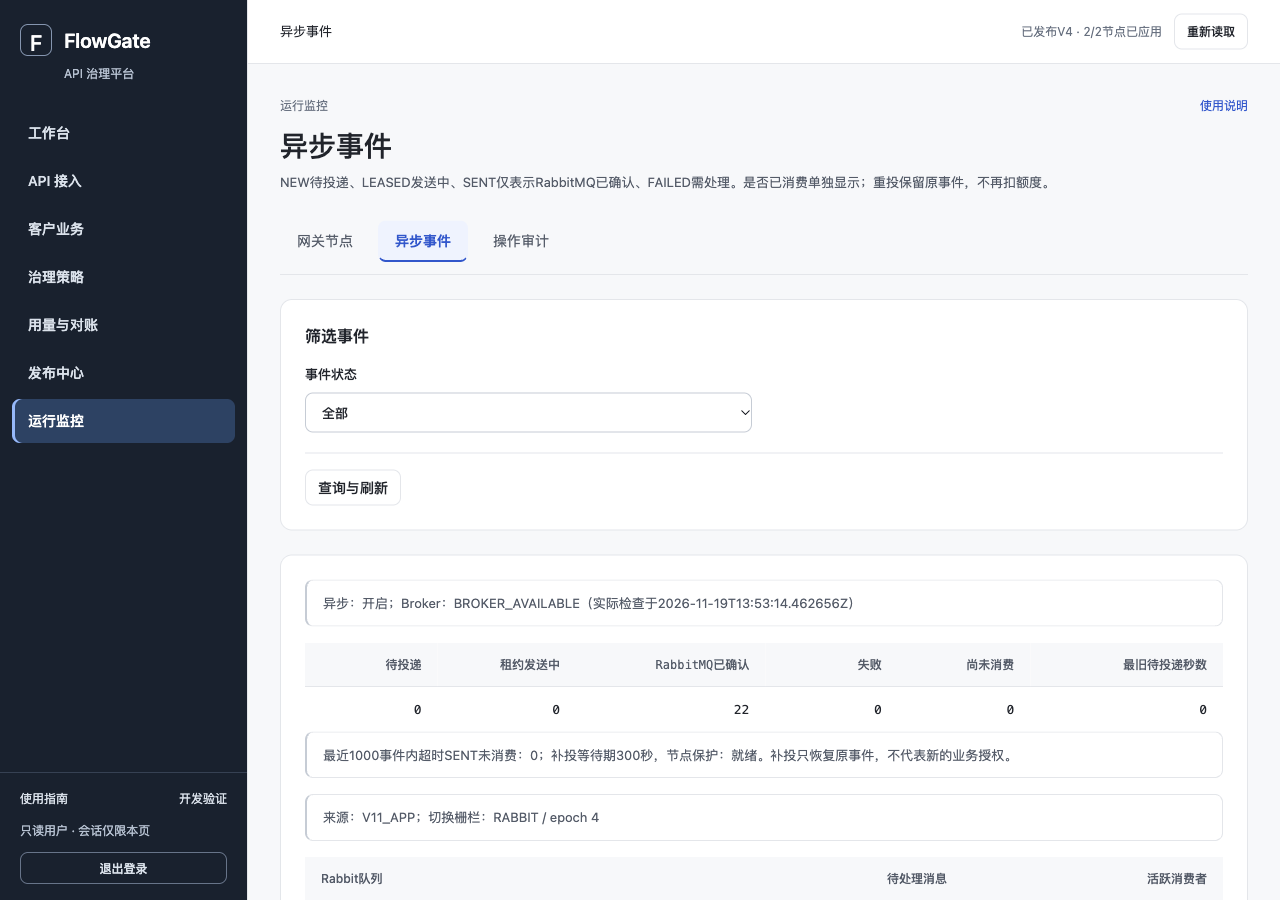 F FlowGate
API 治理平台
工作台
API 接入
客户业务
治理策略
用量与对账
发布中心
运行监控
使用指南 开发验证
只读用户 · 会话仅限本页
退出登录
异步事件 已发布V4 · 2/2节点已应用 重新读取
运行监控 使用说明
异步事件
NEW待投递、LEASED发送中、SENT仅表示RabbitMQ已确认、FAILED需处理。是否已消费单独显示；重投保留原事件，不再扣额度。
网关节点 异步事件 操作审计
筛选事件
事件状态
全部
查询与刷新
异步：开启；Broker：BROKER_AVAILABLE（实际检查于2026-11-19T13:53:14.462656Z）
待投递 租约发送中 RabbitMQ已确认 失败 尚未消费 最旧待投递秒数
0 0 22 0 0 0
最近1000事件内超时SENT未消费：0；补投等待期300秒，节点保护：就绪。补投只恢复原事件，不代表新的业务授权。
来源：V11_APP；切换栅栏：RABBIT / epoch 4
Rabbit队列 待处理消息 活跃消费者